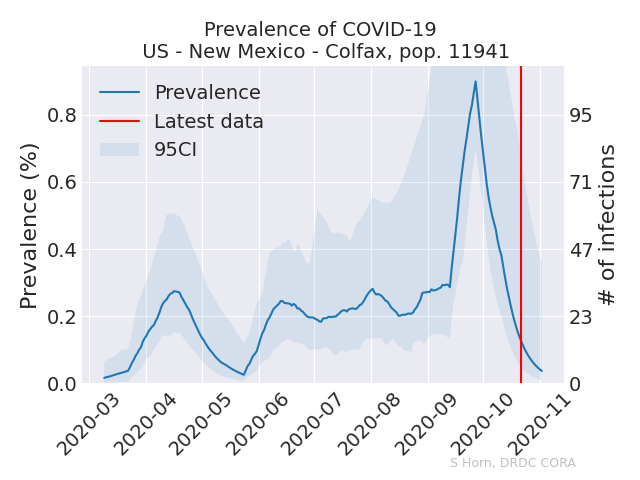 Prevalence of COVID-19
US - New Mexico - Colfax, pop. 11941
Prevalence
Latest data
95CI
Prevalence (%)
0.8
0.6
0.4
0.2
0.0
95
71
47
23
0
# of infections
2020-03
2020-04
2020-05
2020-06
2020-07
2020-08
2020-09
2020-10
2020-11
S Horn, DRDC CORA